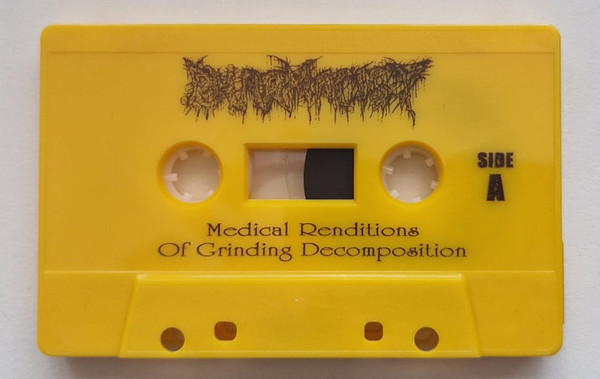 SIDE
A
Medical Renditions
Of Grinding Decomposition